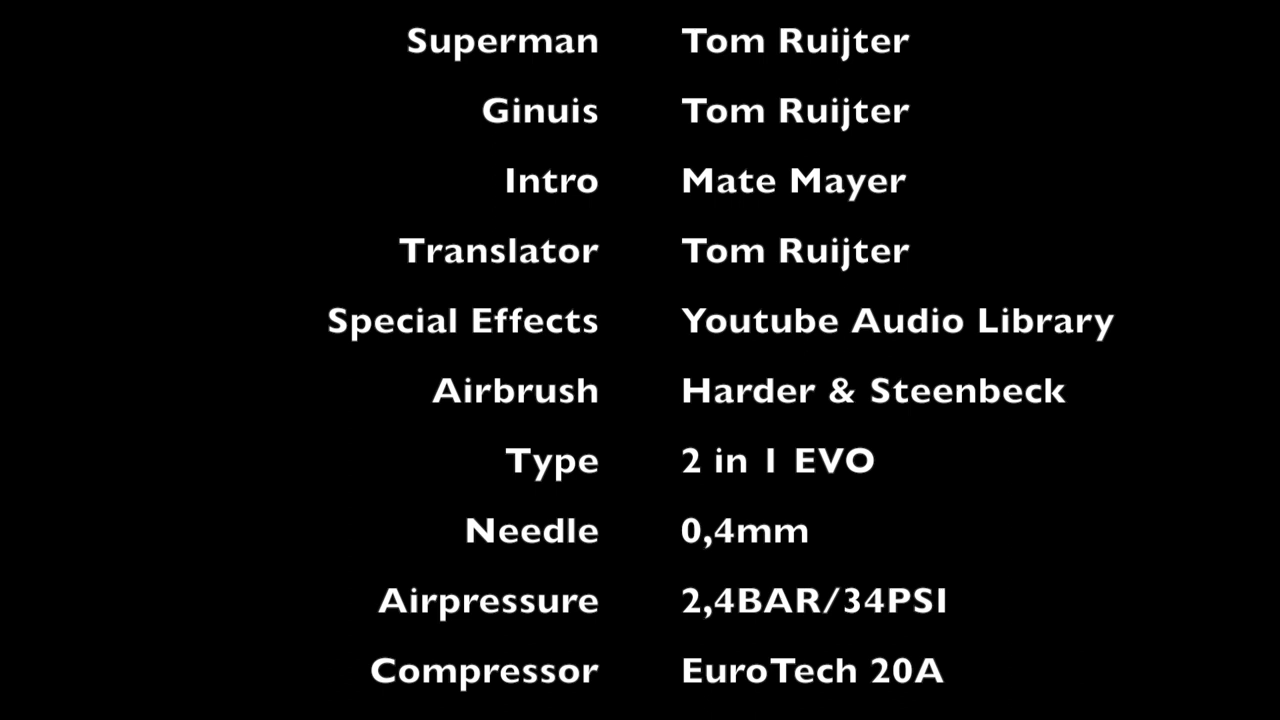 Superman Tom Ruijter
Ginuis Tom Ruijter
Intro Mate Mayer
Translator Tom Ruijter
Special Effects Youtube Audio Library
Airbrush Harder & Steenbeck
Type 2 in 1 EVO
Needle 0,4mm
Airpressure 2,4BAR/34PSI
Compressor EuroTech 20A